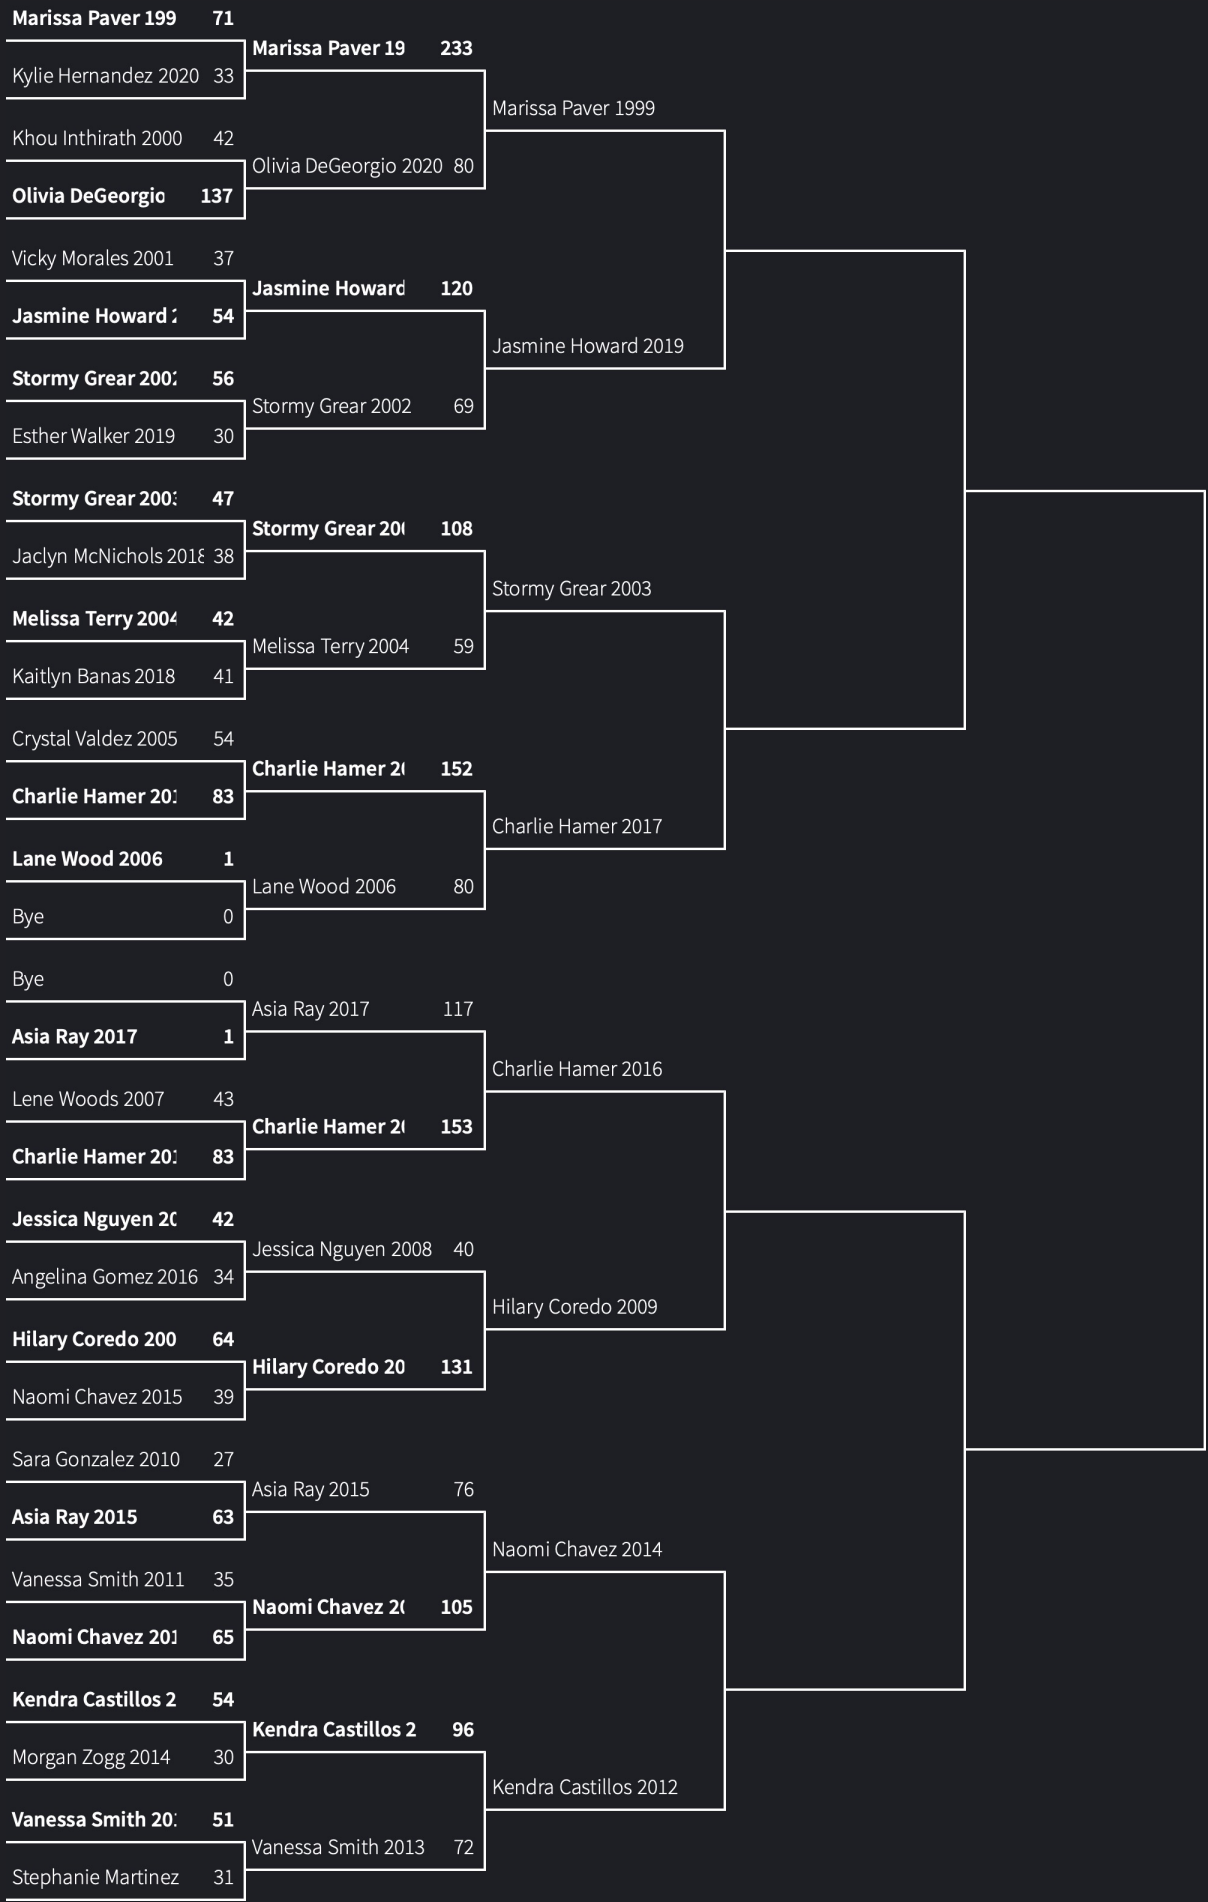 Marissa Paver 199 71
Kylie Hernandez 2020 33
Khou Inthirath 2000 42
Olivia DeGeorgio 137
Vicky Morales 2001 37
Jasmine Howard 2 54
Stormy Grear 2002 56
Esther Walker 2019 30
Stormy Grear 2003 47
Jaclyn McNichols 2018 38
Melissa Terry 2004 42
Kaitlyn Banas 2018 41
Crystal Valdez 2005 54
Charlie Hamer 201 83
Lane Wood 2006 1
Bye 0
Bye 0
Asia Ray 2017 1
Lene Woods 2007 43
Charlie Hamer 201 83
Jessica Nguyen 20 42
Angelina Gomez 2016 34
Hilary Coredo 200 64
Naomi Chavez 2015 39
Sara Gonzalez 2010 27
Asia Ray 2015 63
Vanessa Smith 2011 35
Naomi Chavez 201 65
Kendra Castillos 2 54
Morgan Zogg 2014 30
Vanessa Smith 201 51
Stephanie Martinez 31
Marissa Paver 19 233
Olivia DeGeorgio 2020 80
Jasmine Howard 120
Stormy Grear 2002 69
Stormy Grear 200 108
Melissa Terry 2004 59
Charlie Hamer 20 152
Lane Wood 2006 80
Asia Ray 2017 117
Charlie Hamer 20 153
Jessica Nguyen 2008 40
Hilary Coredo 20 131
Asia Ray 2015 76
Naomi Chavez 20 105
Kendra Castillos 2 96
Vanessa Smith 2013 72
Marissa Paver 1999
Jasmine Howard 2019
Stormy Grear 2003
Charlie Hamer 2017
Charlie Hamer 2016
Hilary Coredo 2009
Naomi Chavez 2014
Kendra Castillos 2012